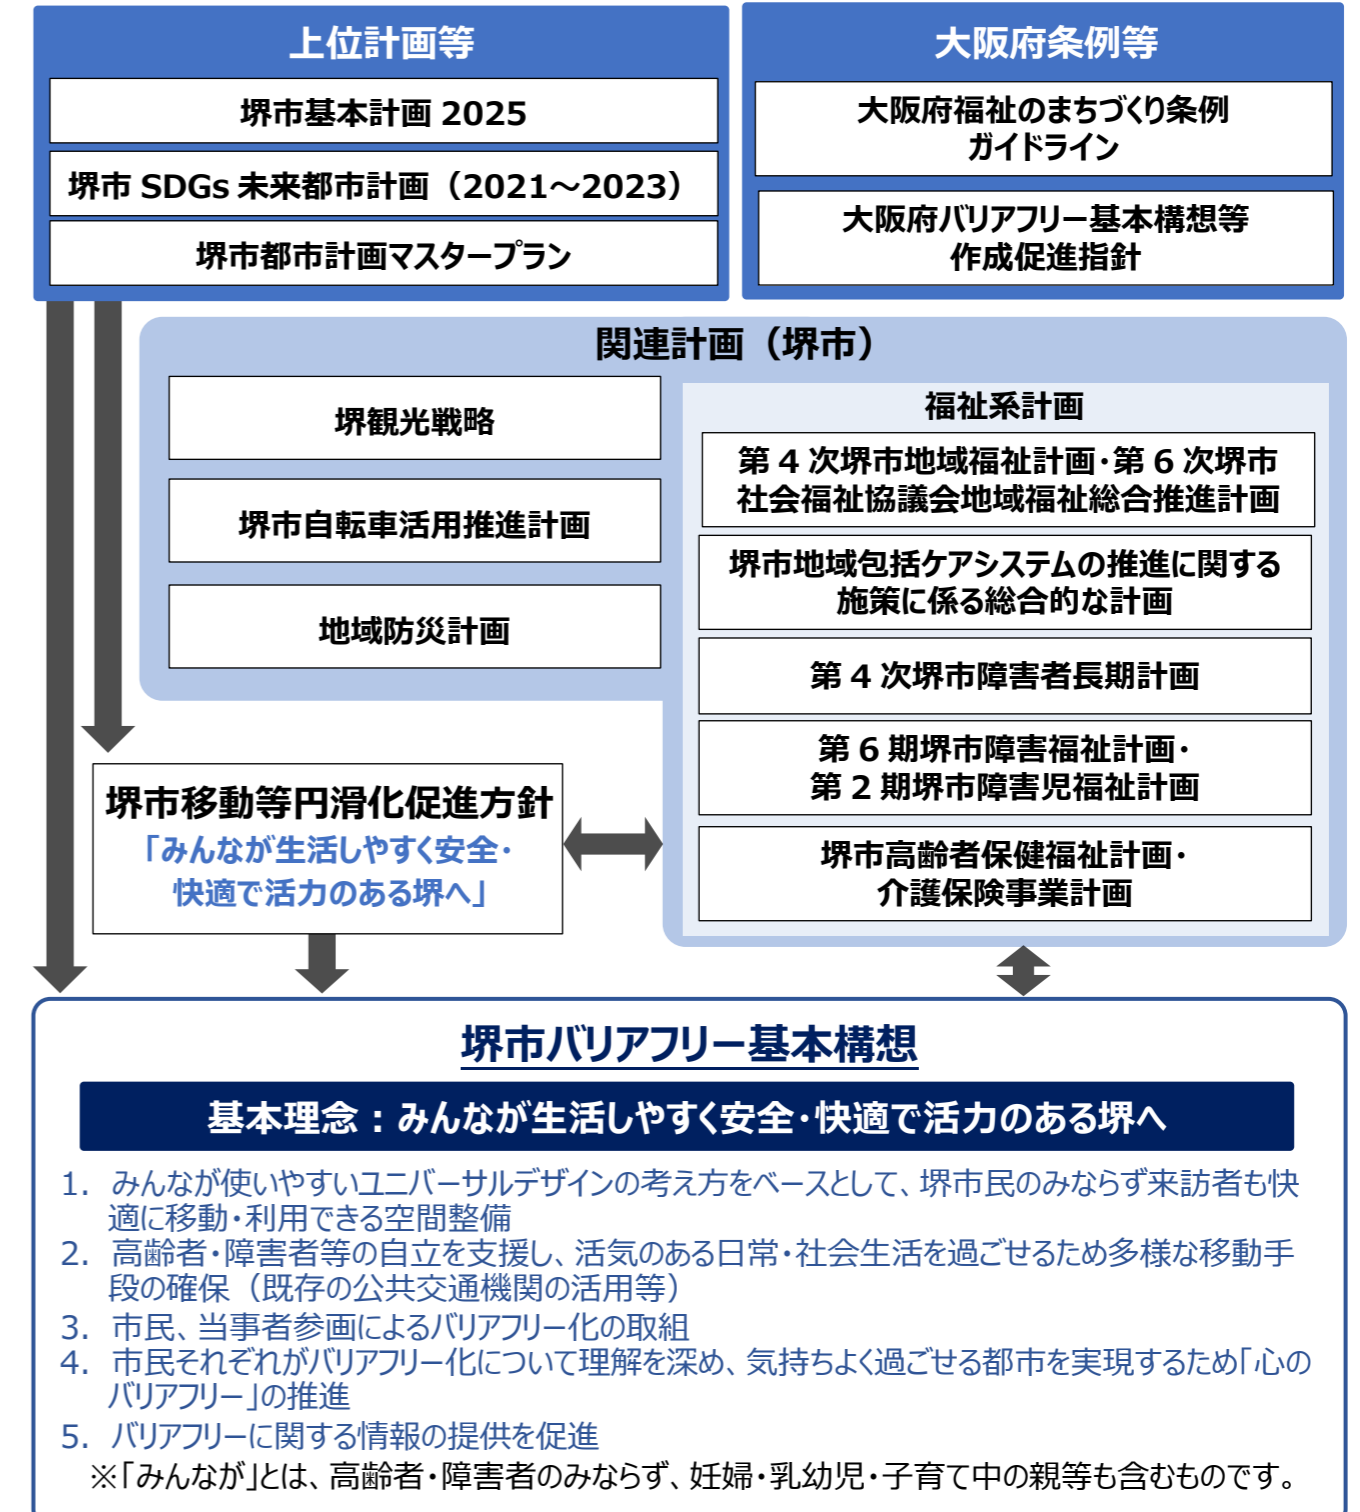 上位計画等
堺市基本計画 2025
堺市 SDGs 未来都市計画（2021～2023）
堺市都市計画マスタープラン
大阪府条例等
大阪府福祉のまちづくり条例
ガイドライン
大阪府バリアフリー基本構想等
作成促進指針
関連計画（堺市）
堺観光戦略
堺市自転車活用推進計画
地域防災計画
福祉系計画
第 4 次堺市地域福祉計画・第 6 次堺市
社会福祉協議会地域福祉総合推進計画
堺市地域包括ケアシステムの推進に関する
施策に係る総合的な計画
第 4 次堺市障害者長期計画
第 6 期堺市障害福祉計画・
第 2 期堺市障害児福祉計画
堺市高齢者保健福祉計画・
介護保険事業計画
堺市移動等円滑化促進方針
「みんなが生活しやすく安全・
快適で活力のある堺へ」
堺市バリアフリー基本構想
基本理念：みんなが生活しやすく安全・快適で活力のある堺へ
1. みんなが使いやすいユニバーサルデザインの考え方をベースとして、堺市民のみならず来訪者も快
適に移動・利用できる空間整備
2. 高齢者・障害者等の自立を支援し、活気のある日常・社会生活を過ごせるため多様な移動手
段の確保（既存の公共交通機関の活用等）
3. 市民、当事者参画によるバリアフリー化の取組
4. 市民それぞれがバリアフリー化について理解を深め、気持ちよく過ごせる都市を実現するため「心の
バリアフリー」の推進
5. バリアフリーに関する情報の提供を促進
※「みんなが」とは、高齢者・障害者のみならず、妊婦・乳幼児・子育て中の親等も含むものです。